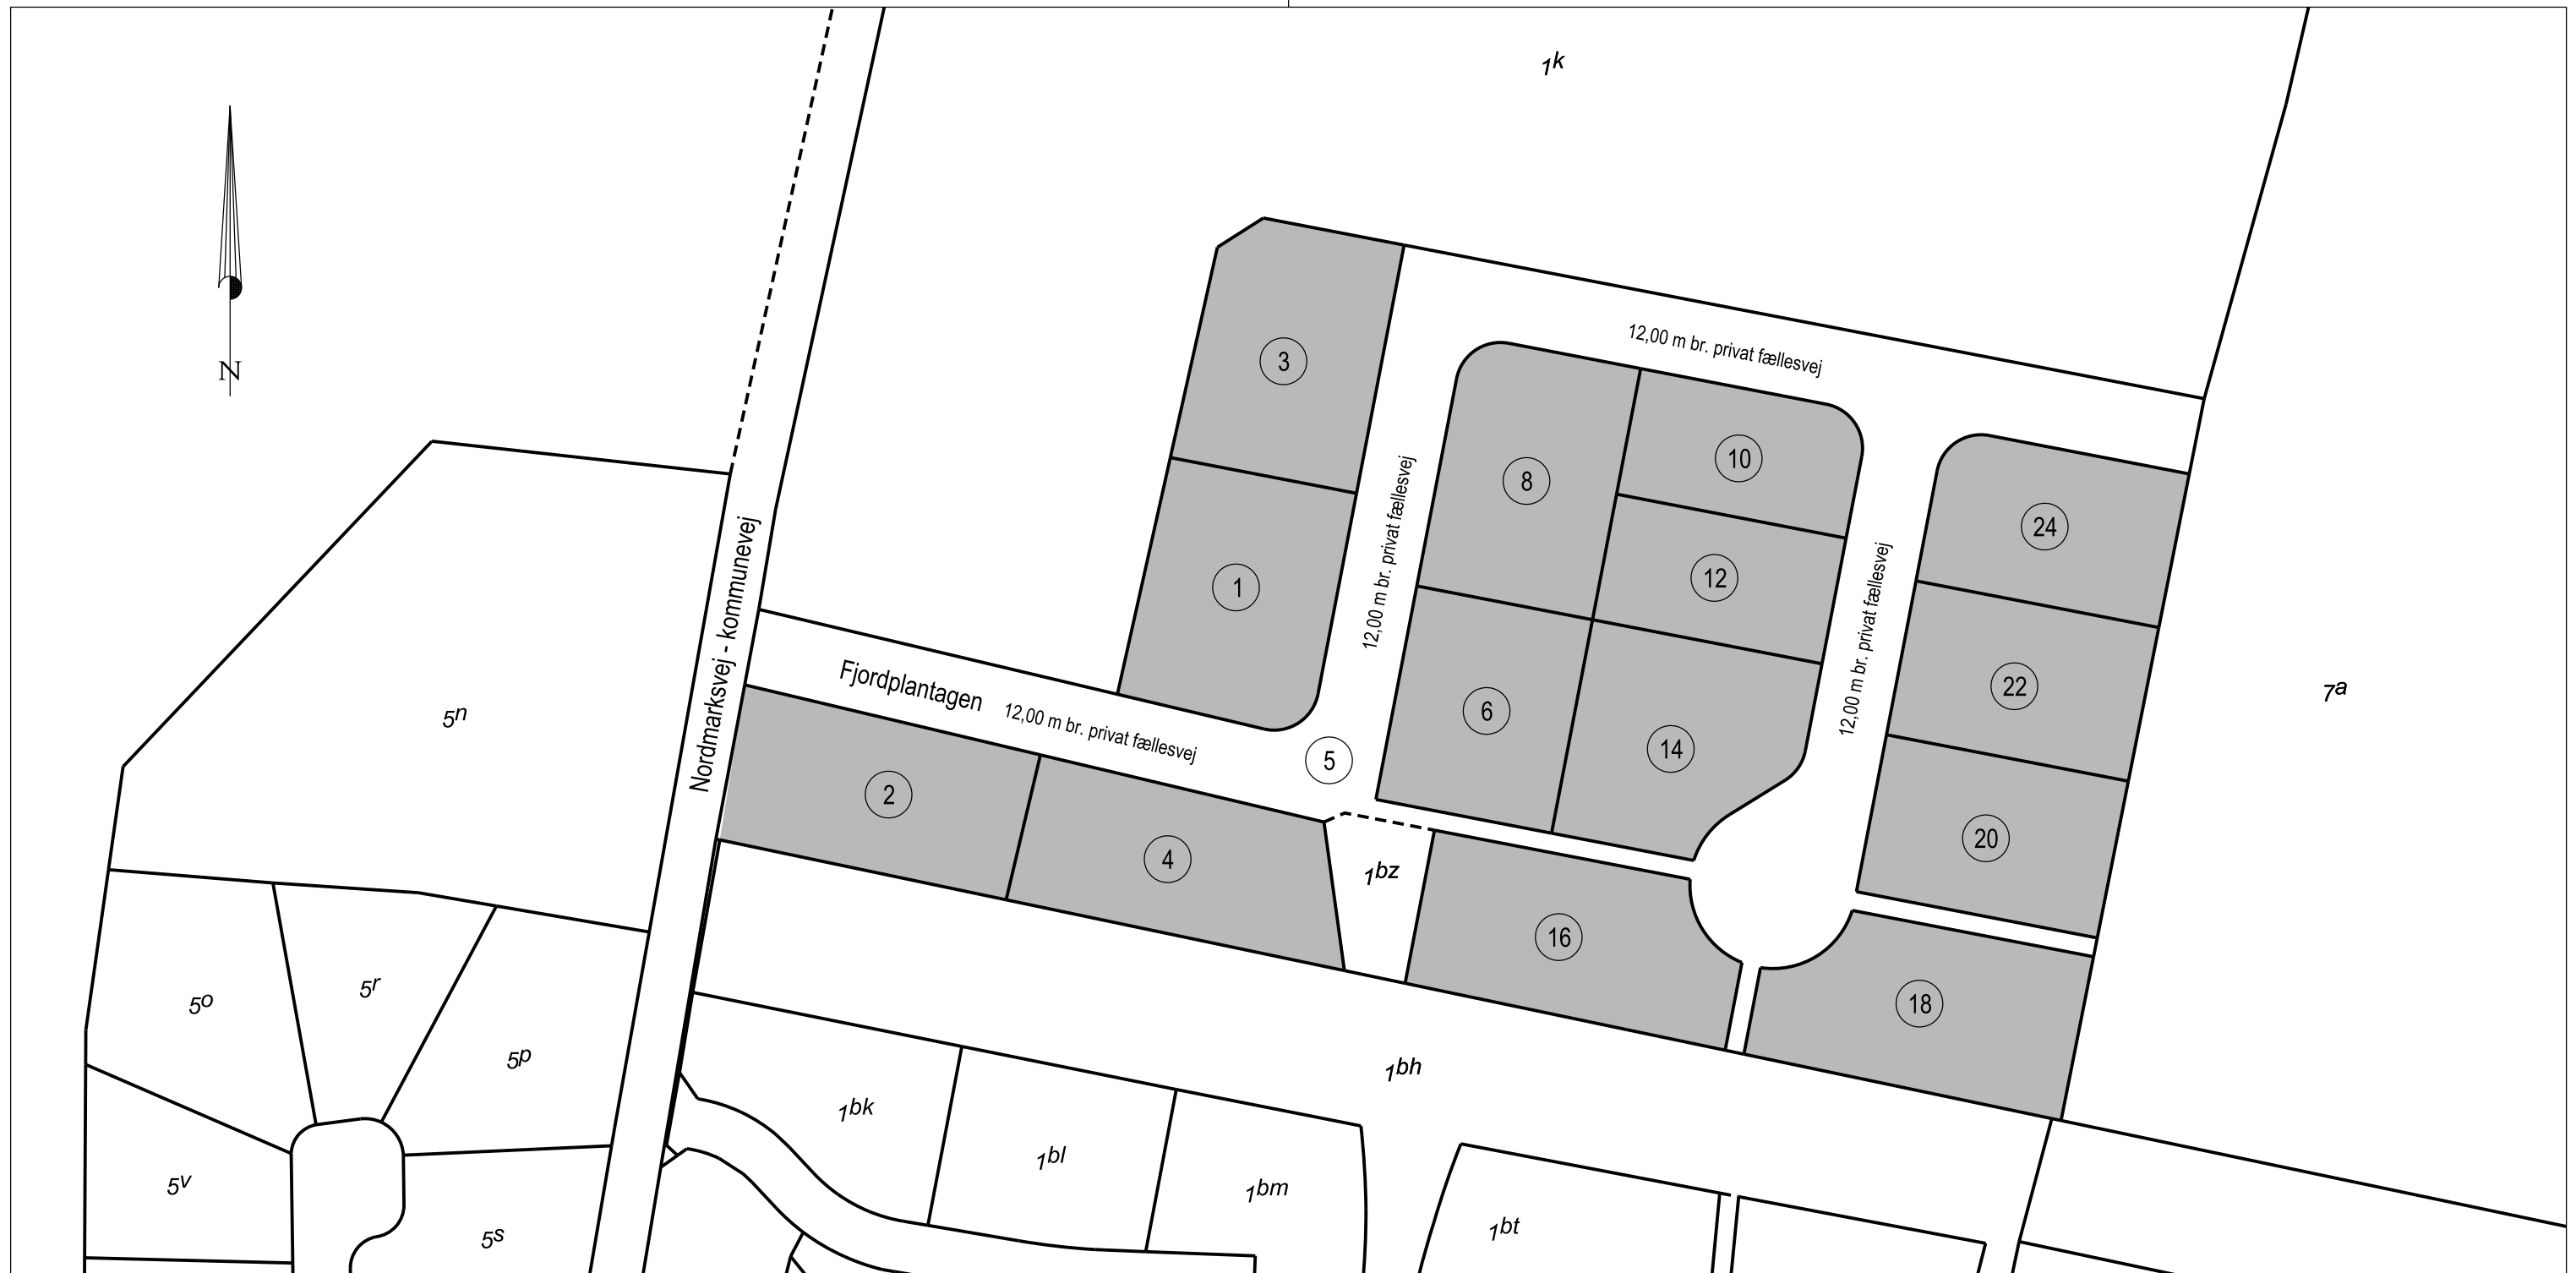 1k
N
3
12,00 m br. privat fællesvej
10
8
24
12,00 m br. privat fællesvej
12
1
12,00 m br. privat fællesvej
Nordmarksvej - kommunevej
Fjordplantagen 12,00 m br. privat fællesvej
22
7a
5n
6
14
5
2
20
4
1bz
16
5o
5r
18
5p
1bh
1bk
1bl
1bm
5v
5s
1bt